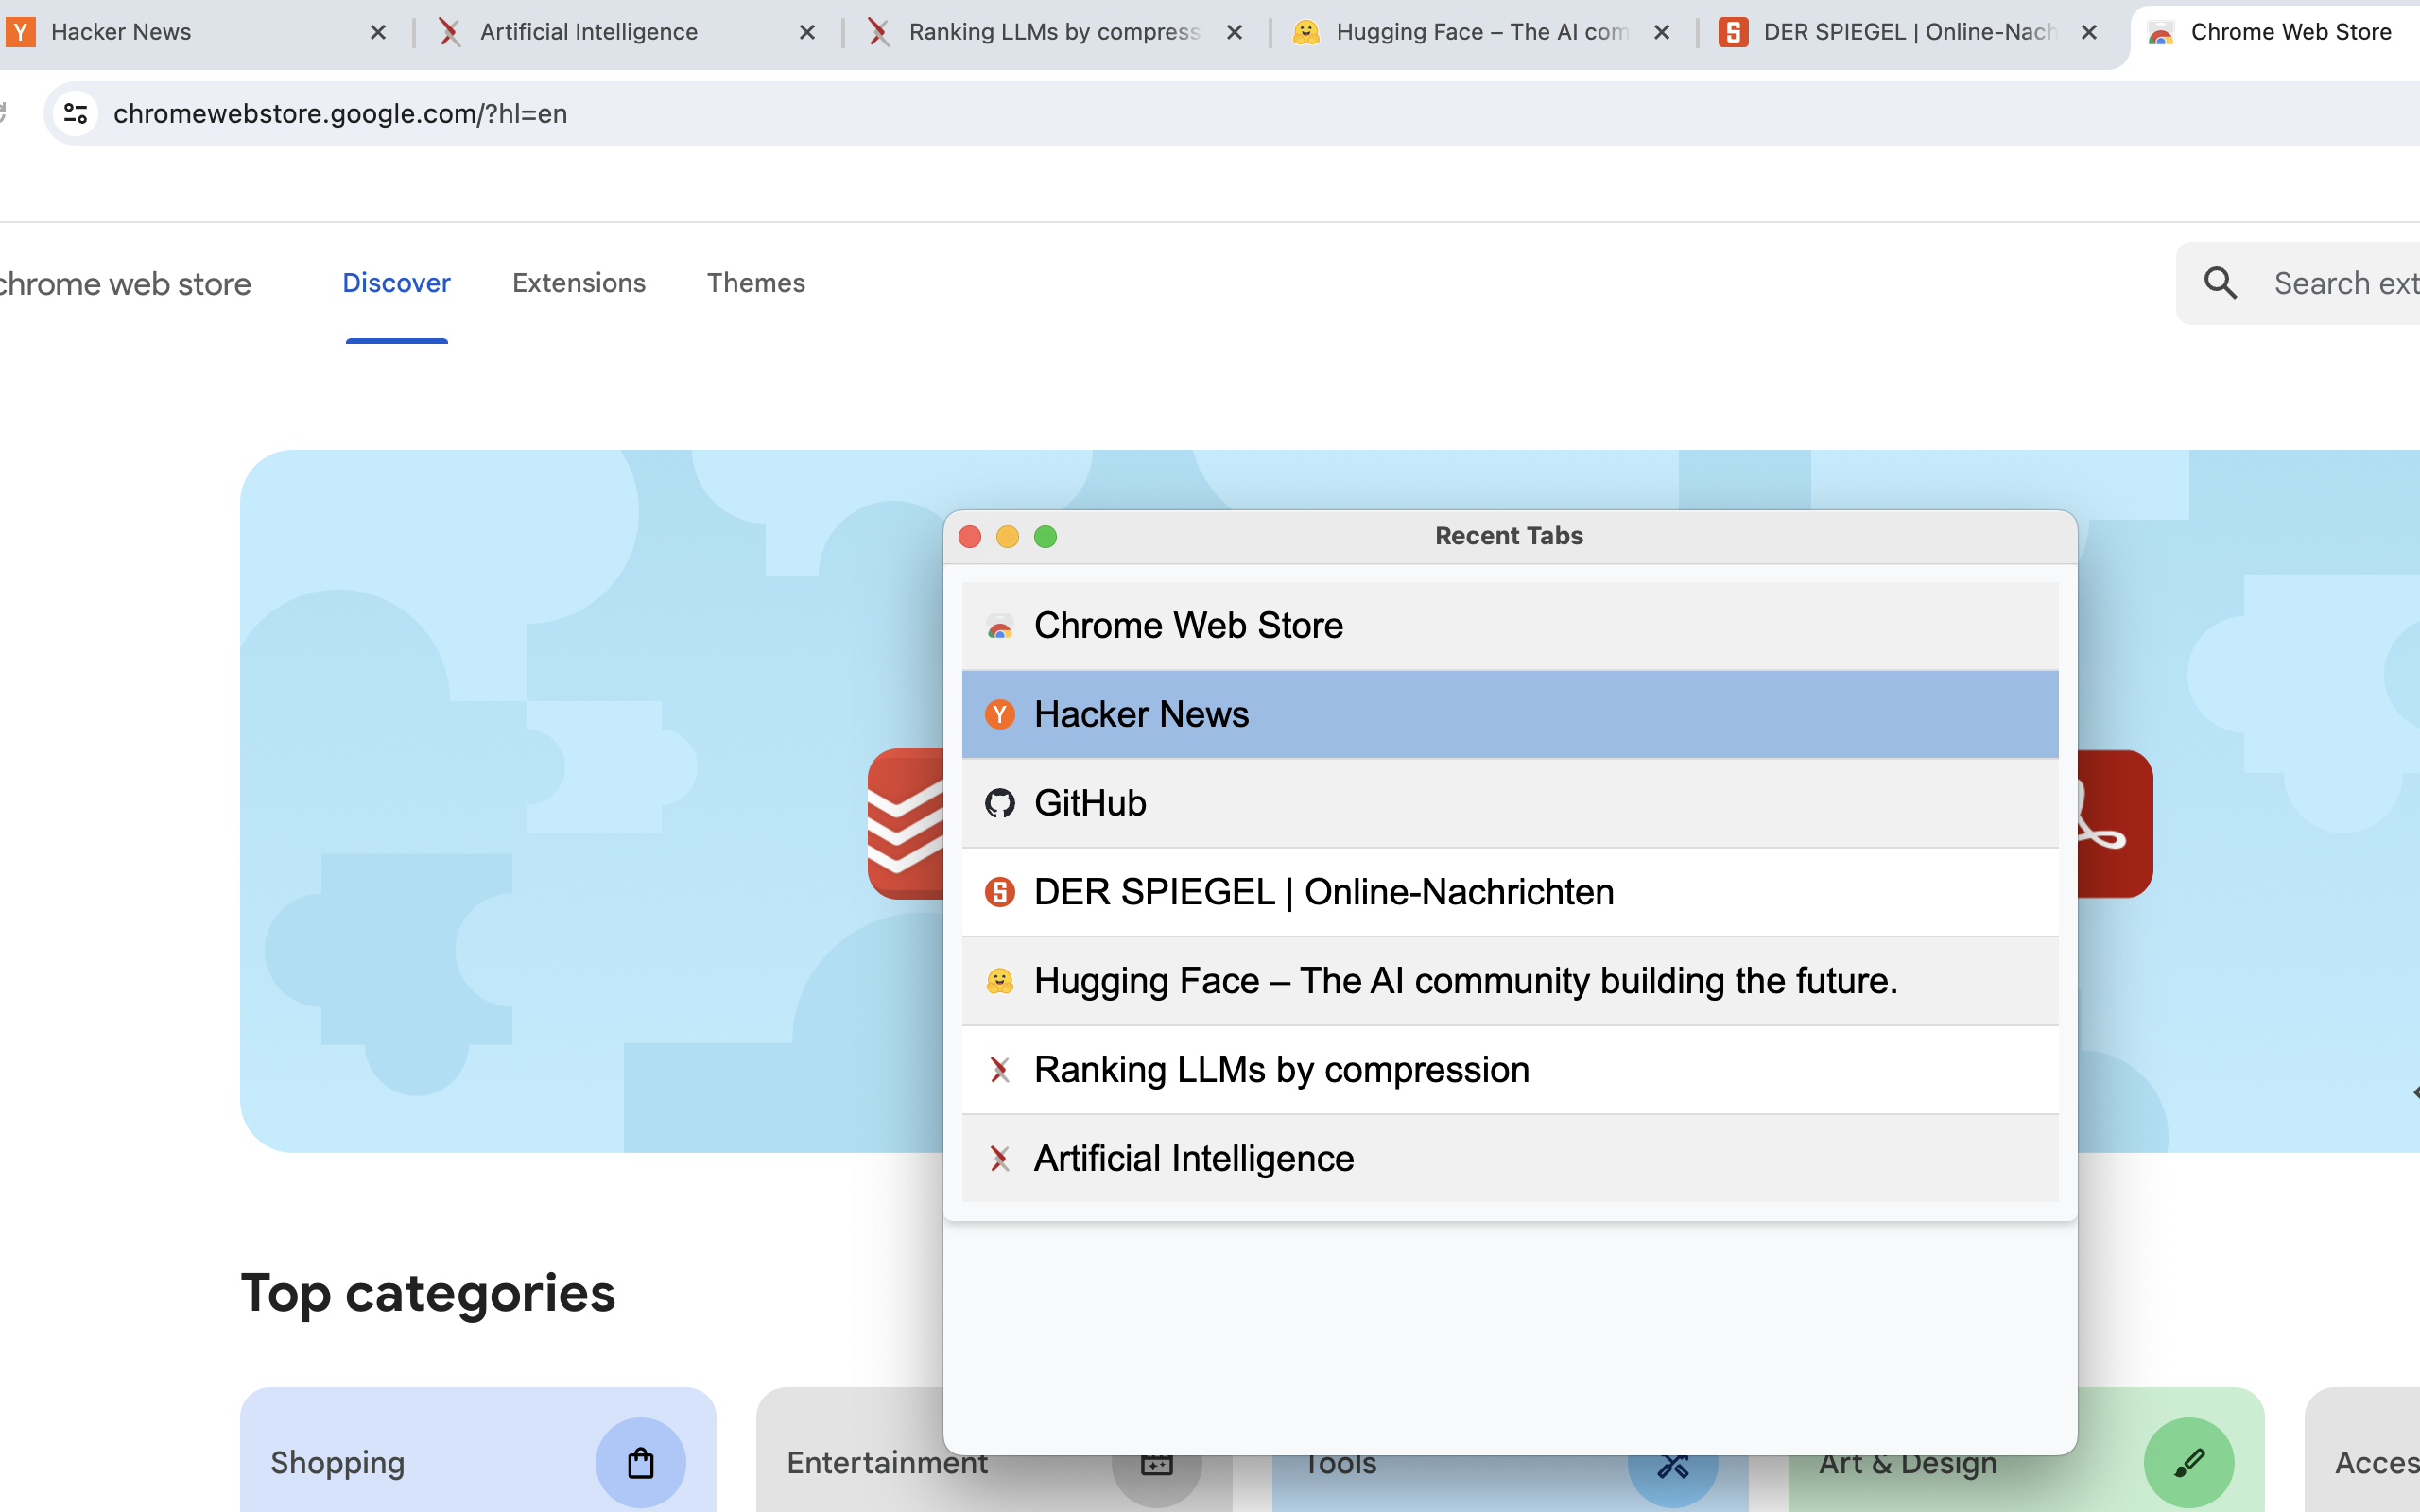 Hacker News
Artificial Intelligence
Ranking LLMs by compress
Hugging Face – The AI com
DER SPIEGEL | Online-Nach
Chrome Web Store
chromewebstore.google.com/?hl=en
chrome web store
Discover
Extensions
Themes
Search ext
Recent Tabs
Chrome Web Store
Hacker News
GitHub
DER SPIEGEL | Online-Nachrichten
Hugging Face – The AI community building the future.
Ranking LLMs by compression
Artificial Intelligence
Top categories
Shopping
Entertainment
Tools
Art & Design
Acces